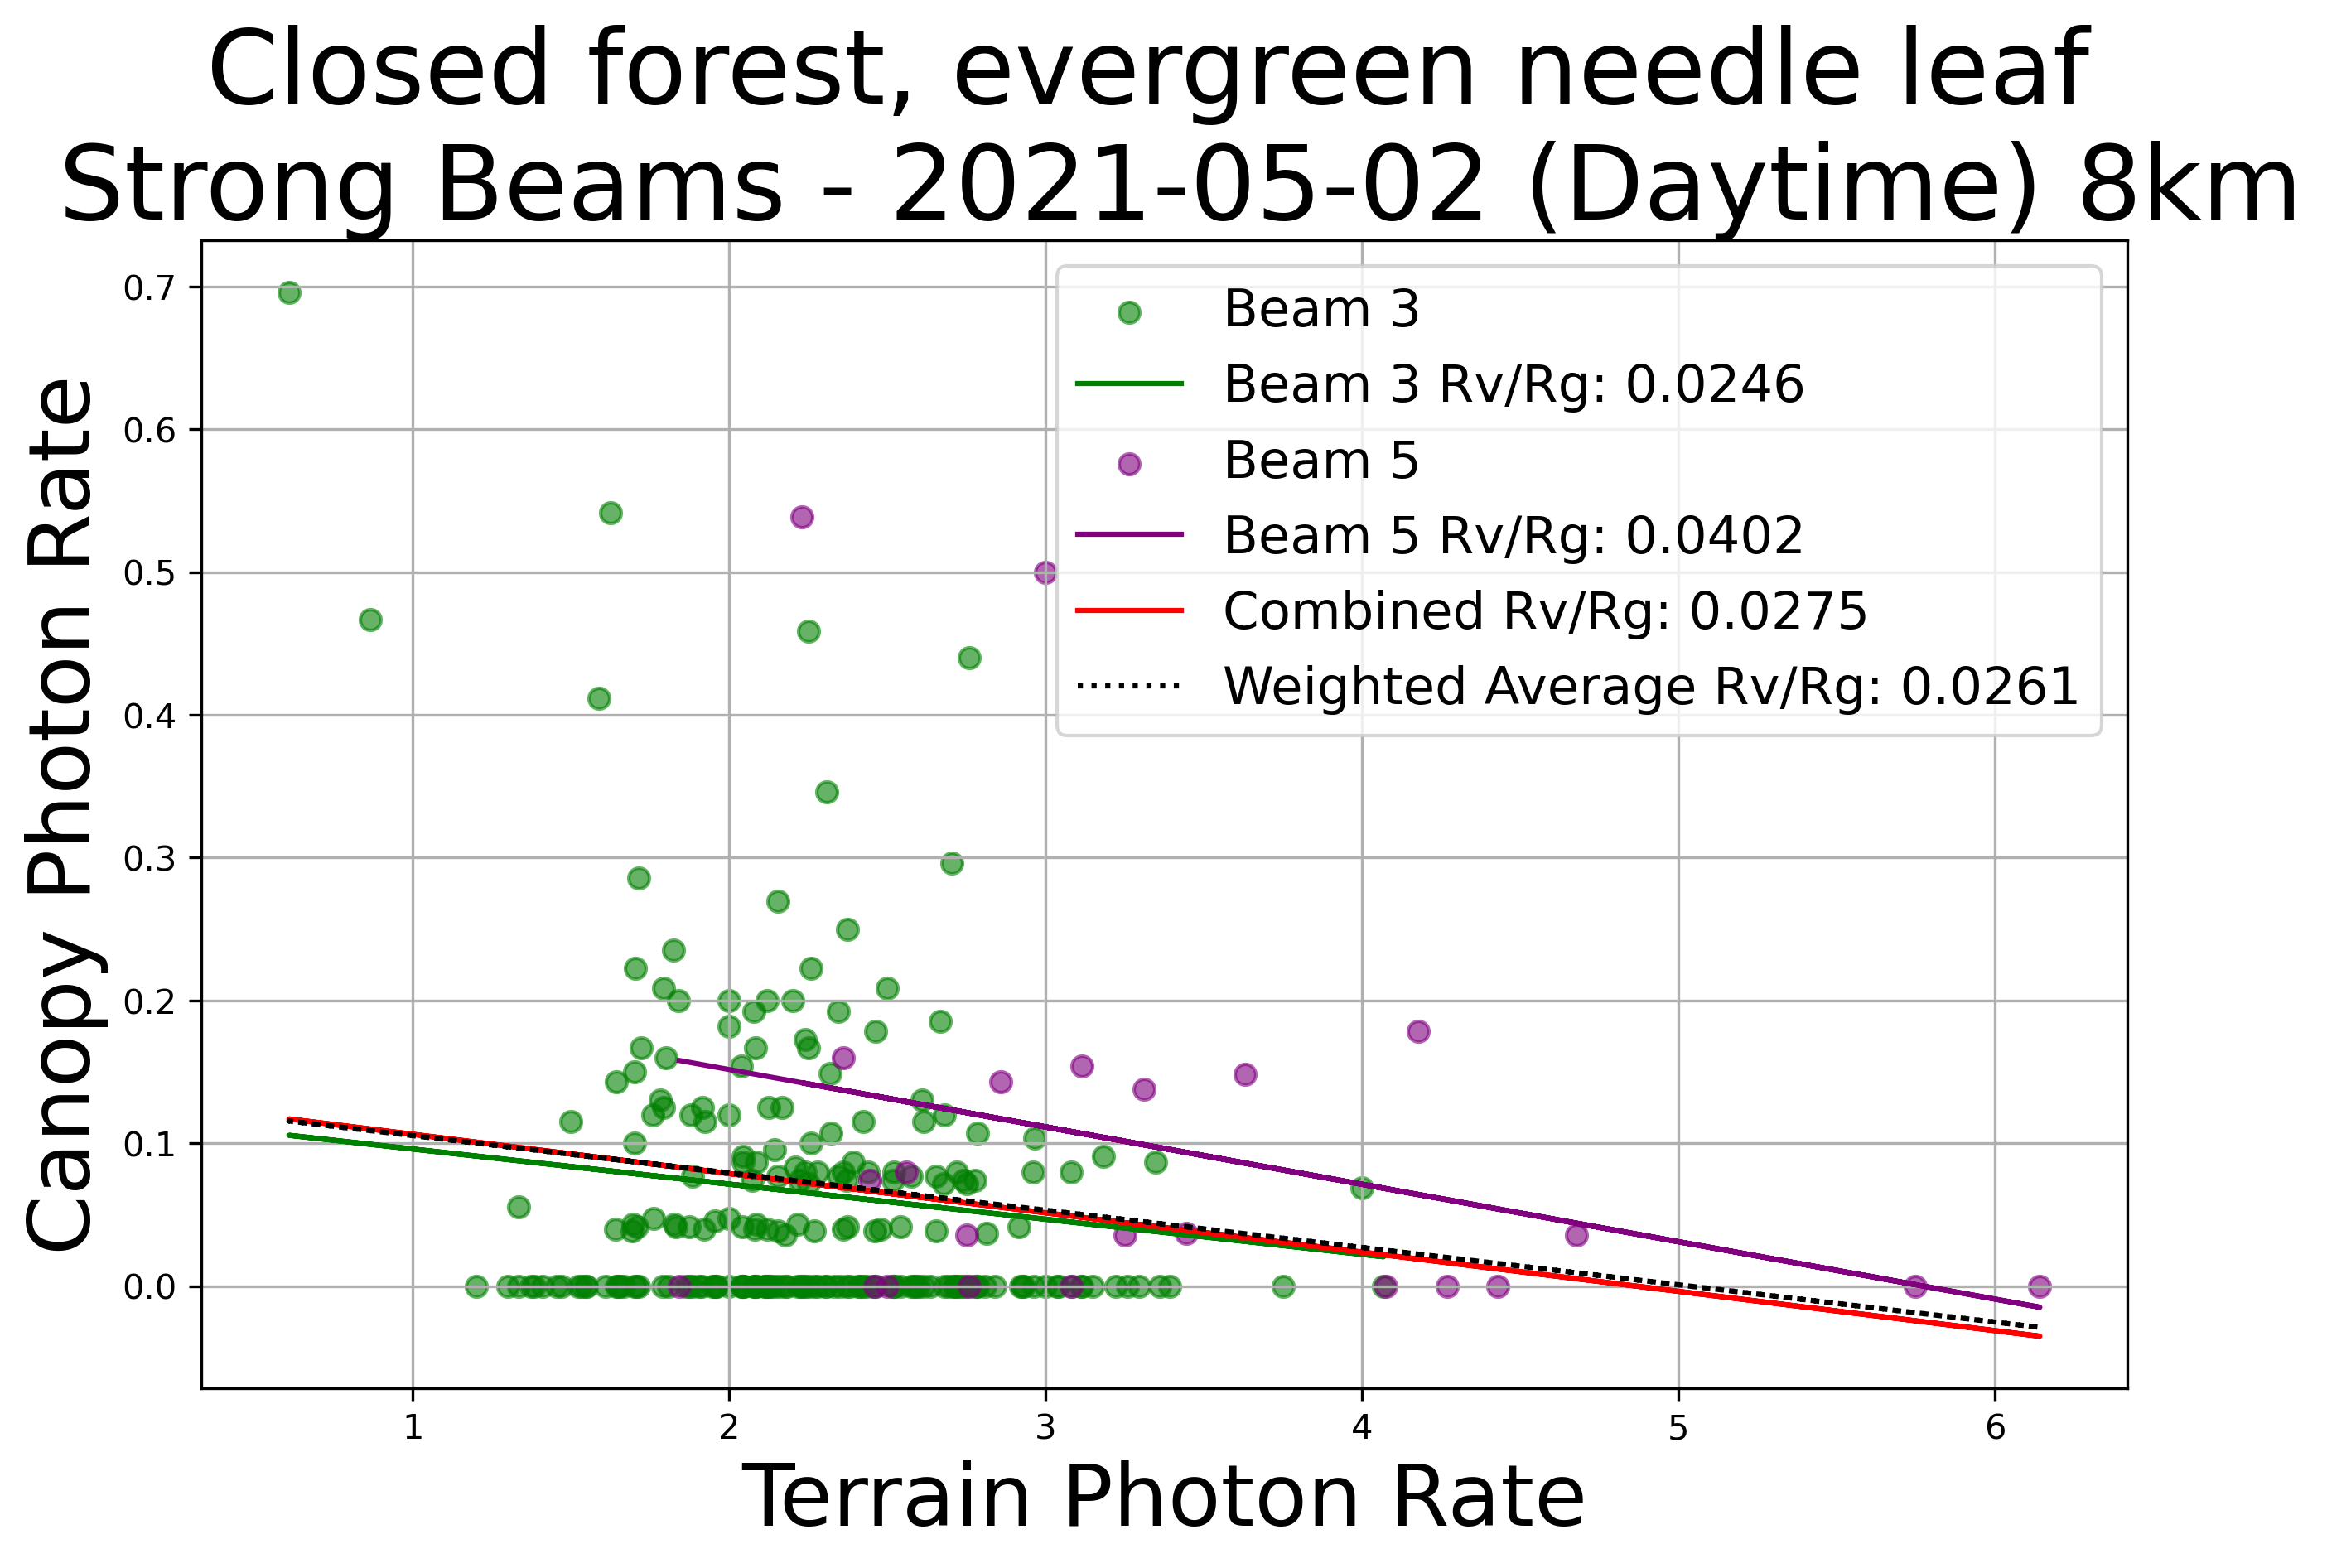 Closed forest, evergreen needle leaf
Strong Beams - 2021-05-02 (Daytime) 8km
Canopy Photon Rate
0.7
0.6
0.5
0.4
0.3
0.2
0.1
0.0
Beam 3
Beam 3 Rv/Rg: 0.0246
Beam 5
Beam 5 Rv/Rg: 0.0402
Combined Rv/Rg: 0.0275
Weighted Average Rv/Rg: 0.0261
1 2 3 4 5 6
Terrain Photon Rate